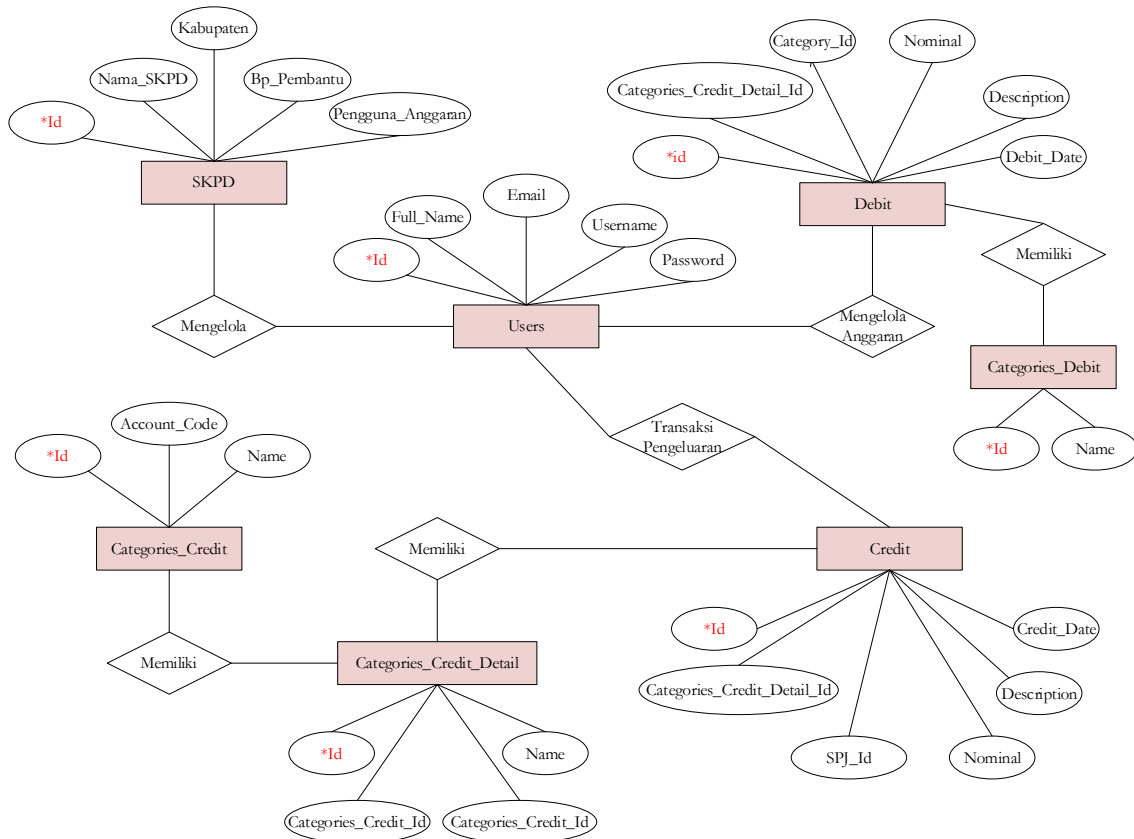 Kabupaten
Nama_SKPD
Bp_Pembantu
*Id
Pengguna_Anggaran
SKPD
Category_Id
Nominal
Categories_Credit_Detail_Id
Description
*id
Debit_Date
Debit
Email
Full_Name
Username
*Id
Password
Users
Mengelola
Mengelola
Anggaran
Memiliki
Categories_Debit
*Id
Name
Transaksi
Pengeluaran
Account_Code
*Id
Name
Categories_Credit
Memiliki
Credit
Memiliki
Categories_Credit_Detail
*Id
Name
Categories_Credit_Id
Categories_Credit_Id
*Id
Credit_Date
Categories_Credit_Detail_Id
Description
SPJ_Id
Nominal